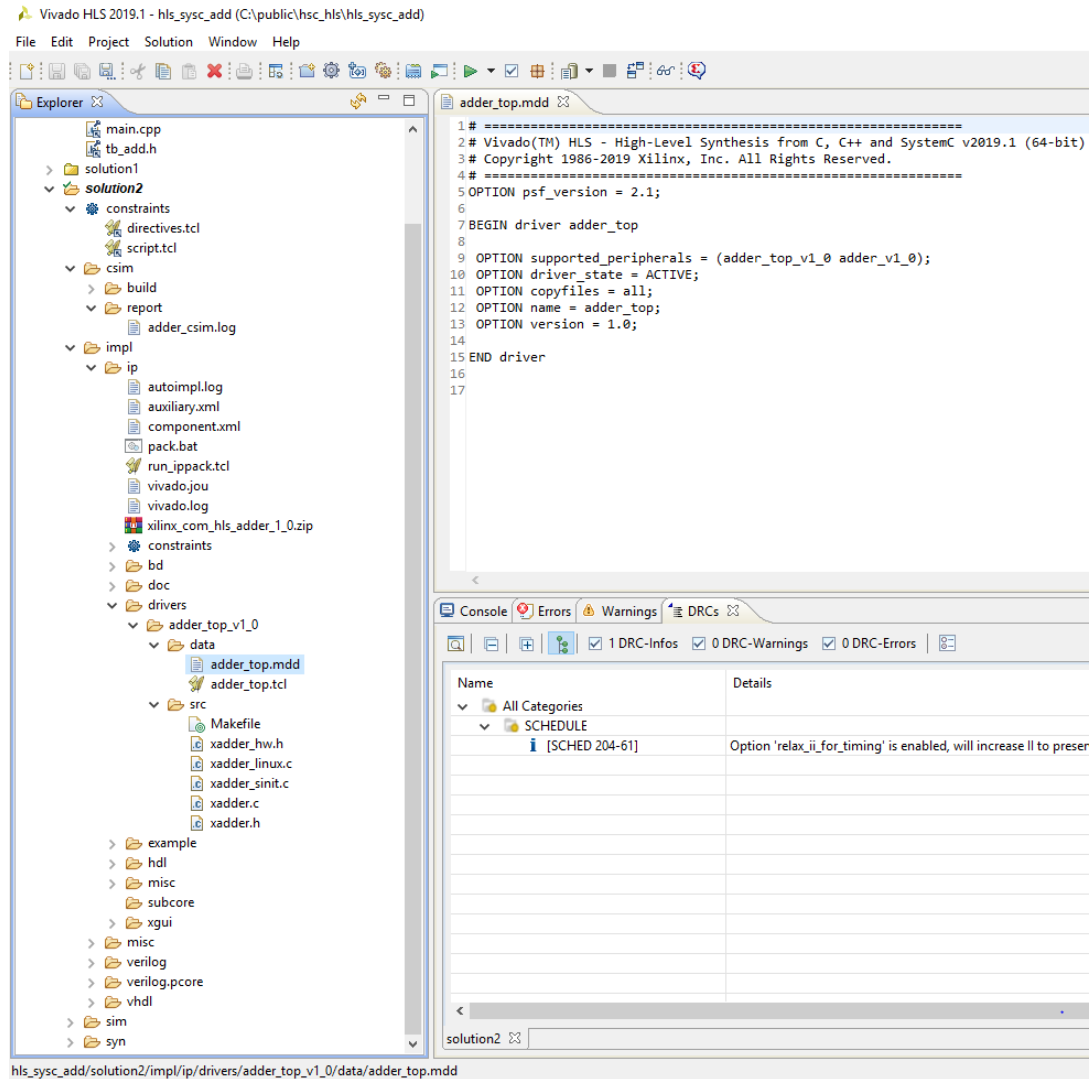 Vivado HLS 2019.1 - hls_sysc_add (C:\public\hsc_hls\hls_sysc_add)
File Edit Project Solution Window Help
Explorer
main.cpp
tb_add.h
solution1
solution2
constraints
directives.tcl
script.tcl
csim
build
report
adder_csim.log
impl
ip
autoimpl.log
auxiliary.xml
component.xml
pack.bat
run_ippack.tcl
vivado.jou
vivado.log
xilinx_com_hls_adder_1_0.zip
constraints
bd
doc
drivers
adder_top_v1_0
data
adder_top.mdd
adder_top.tcl
src
Makefile
xadder_hw.h
xadder_linux.c
xadder_sinit.c
xadder.c
xadder.h
example
hdl
misc
subcore
xgui
misc
verilog
verilog.pcore
vhdl
sim
syn
adder_top.mdd
1 # ==============================================================
2 # Vivado(TM) HLS - High-Level Synthesis from C, C++ and SystemC v2019.1 (64-bit)
3 # Copyright 1986-2019 Xilinx, Inc. All Rights Reserved.
4 # ==============================================================
5 OPTION psf_version = 2.1;
6
7 BEGIN driver adder_top
8
9 OPTION supported_peripherals = (adder_top_v1_0 adder_v1_0);
10 OPTION driver_state = ACTIVE;
11 OPTION copyfiles = all;
12 OPTION name = adder_top;
13 OPTION version = 1.0;
14
15 END driver
16
17
Console Errors Warnings DRCs
1 DRC-Infos 0 DRC-Warnings 0 DRC-Errors
Name Details
All Categories
SCHEDULE
[SCHED 204-61] Option 'relax_ii_for_timing' is enabled, will increase II to preser
solution2
hls_sysc_add/solution2/impl/ip/drivers/adder_top_v1_0/data/adder_top.mdd